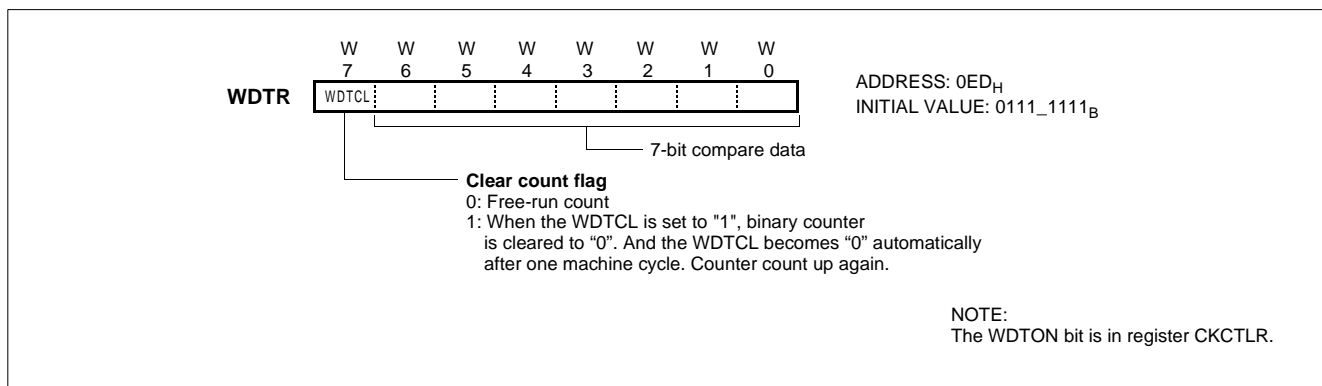 W W W W W W W W
7 6 5 4 3 2 1 0
WDTR WDTCL
ADDRESS: 0EDH
INITIAL VALUE: 0111_1111B
7-bit compare data
Clear count flag
0: Free-run count
1: When the WDTCL is set to "1", binary counter
is cleared to “0”. And the WDTCL becomes “0” automatically
after one machine cycle. Counter count up again.
NOTE:
The WDTON bit is in register CKCTLR.